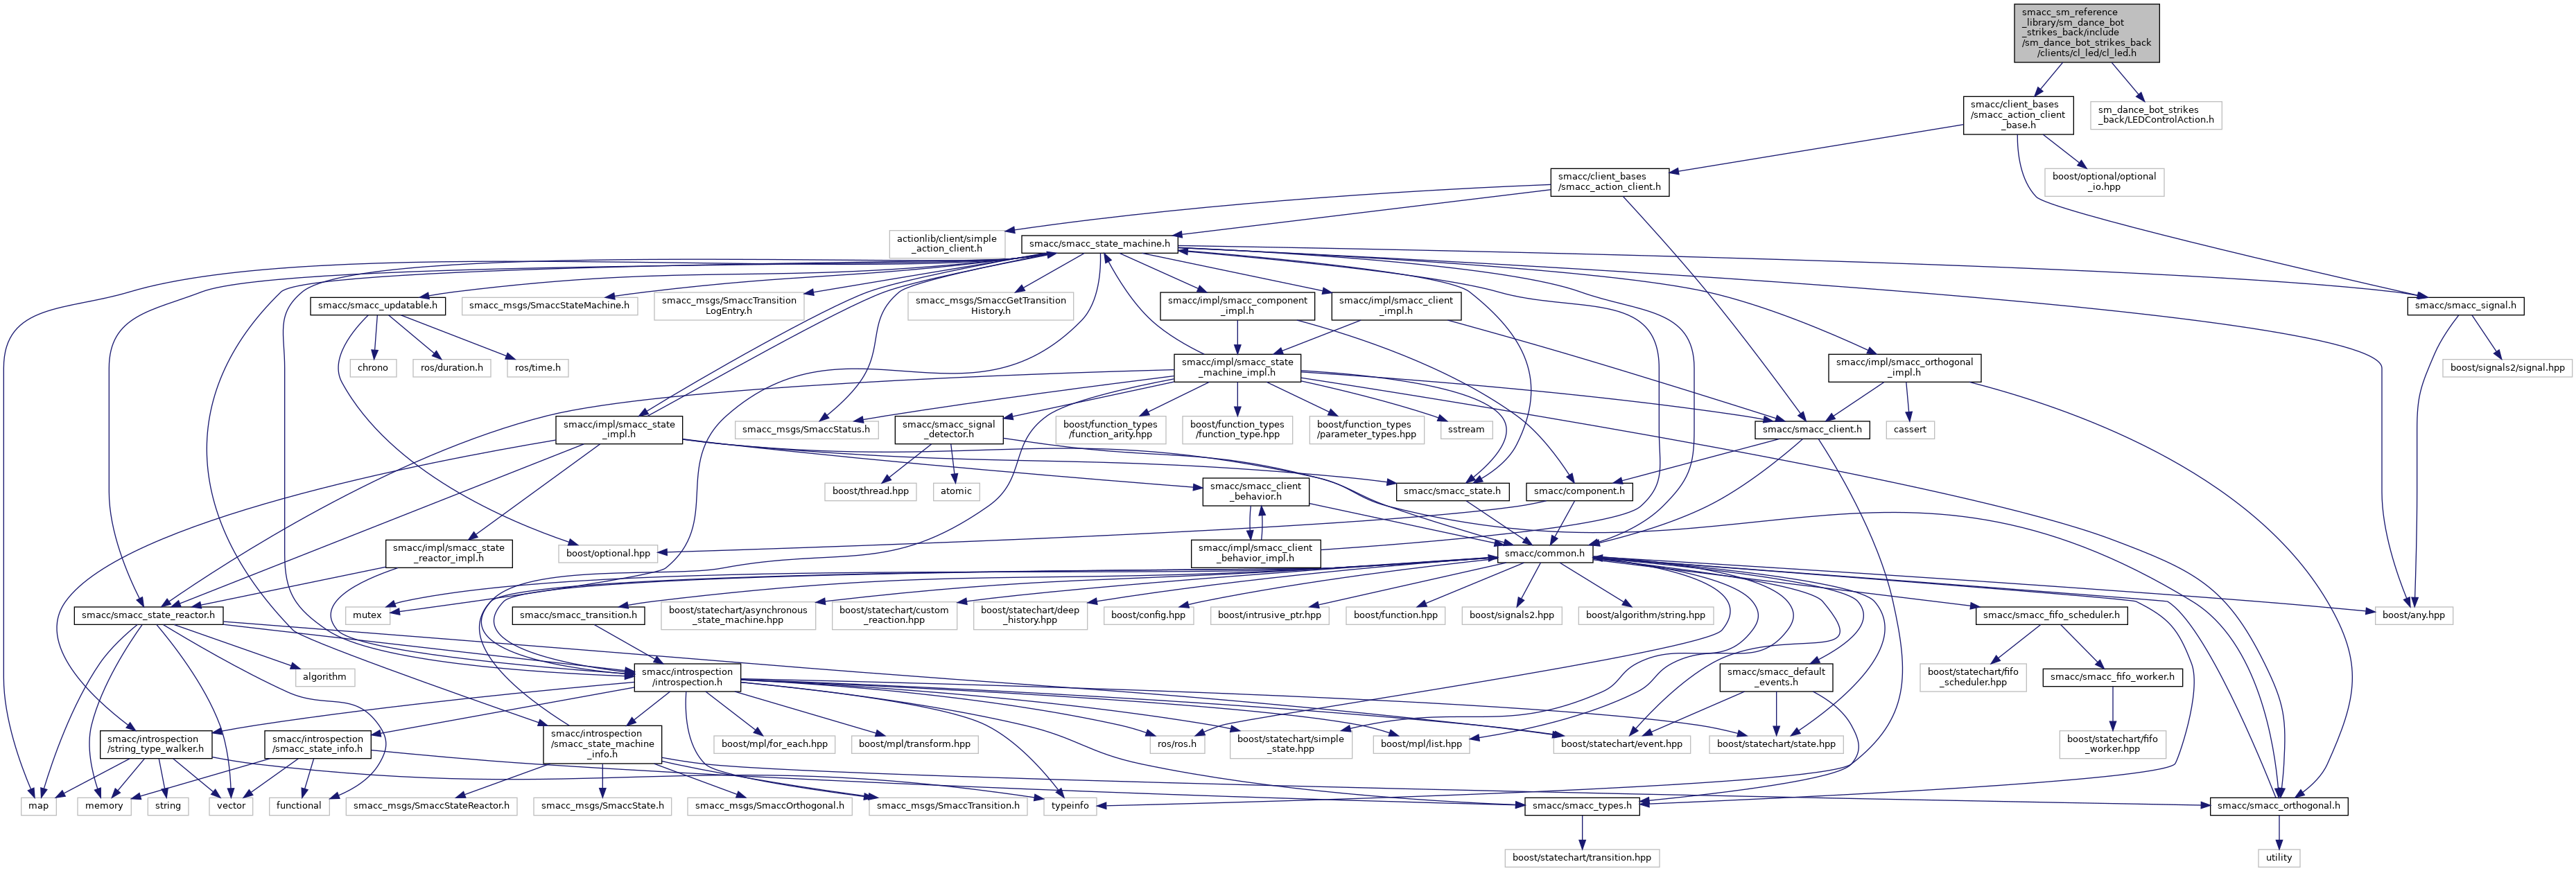 smacc_sm_reference
_library/sm_dance_bot
_strikes_back/include
/sm_dance_bot_strikes_back
/clients/cl_led/cl_led.h
smacc/client_bases
/smacc_action_client
_base.h
sm_dance_bot_strikes
_back/LEDControlAction.h
smacc/client_bases
/smacc_action_client.h
boost/optional/optional
_io.hpp
actionlib/client/simple
_action_client.h
smacc/smacc_state_machine.h
smacc/smacc_updatable.h
smacc_msgs/SmaccStateMachine.h
smacc_msgs/SmaccTransition
LogEntry.h
smacc_msgs/SmaccGetTransition
History.h
smacc/impl/smacc_component
_impl.h
smacc/impl/smacc_client
_impl.h
smacc/smacc_signal.h
chrono
ros/duration.h
ros/time.h
smacc/impl/smacc_state
_machine_impl.h
smacc/impl/smacc_orthogonal
_impl.h
boost/signals2/signal.hpp
smacc/impl/smacc_state
_impl.h
smacc_msgs/SmaccStatus.h
smacc/smacc_signal
_detector.h
boost/function_types
/function_arity.hpp
boost/function_types
/function_type.hpp
boost/function_types
/parameter_types.hpp
sstream
smacc/smacc_client.h
cassert
boost/thread.hpp
atomic
smacc/smacc_client
_behavior.h
smacc/smacc_state.h
smacc/component.h
smacc/impl/smacc_state
_reactor_impl.h
boost/optional.hpp
smacc/impl/smacc_client
_behavior_impl.h
smacc/common.h
smacc/smacc_state_reactor.h
mutex
smacc/smacc_transition.h
boost/statechart/asynchronous
_state_machine.hpp
boost/statechart/custom
_reaction.hpp
boost/statechart/deep
_history.hpp
boost/config.hpp
boost/intrusive_ptr.hpp
boost/function.hpp
boost/signals2.hpp
boost/algorithm/string.hpp
smacc/smacc_fifo_scheduler.h
boost/any.hpp
algorithm
smacc/introspection
/introspection.h
smacc/smacc_default
_events.h
boost/statechart/fifo
_scheduler.hpp
smacc/smacc_fifo_worker.h
smacc/introspection
/string_type_walker.h
smacc/introspection
/smacc_state_info.h
smacc/introspection
/smacc_state_machine
_info.h
boost/mpl/for_each.hpp
boost/mpl/transform.hpp
ros/ros.h
boost/statechart/simple
_state.hpp
boost/mpl/list.hpp
boost/statechart/event.hpp
boost/statechart/state.hpp
boost/statechart/fifo
_worker.hpp
map
memory
string
vector
functional
smacc_msgs/SmaccStateReactor.h
smacc_msgs/SmaccState.h
smacc_msgs/SmaccOrthogonal.h
smacc_msgs/SmaccTransition.h
typeinfo
smacc/smacc_types.h
smacc/smacc_orthogonal.h
boost/statechart/transition.hpp
utility